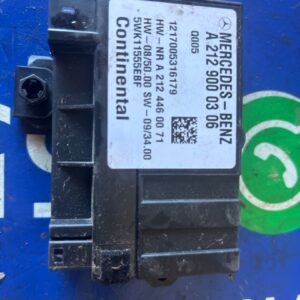 MERCEDES-BENZ
A 212 900 03 06
Q005
1217005316179
HW-NR A 212 446 00 71
HW-08/50.00 SW-09/34.00
5WK11555EBF
Continental